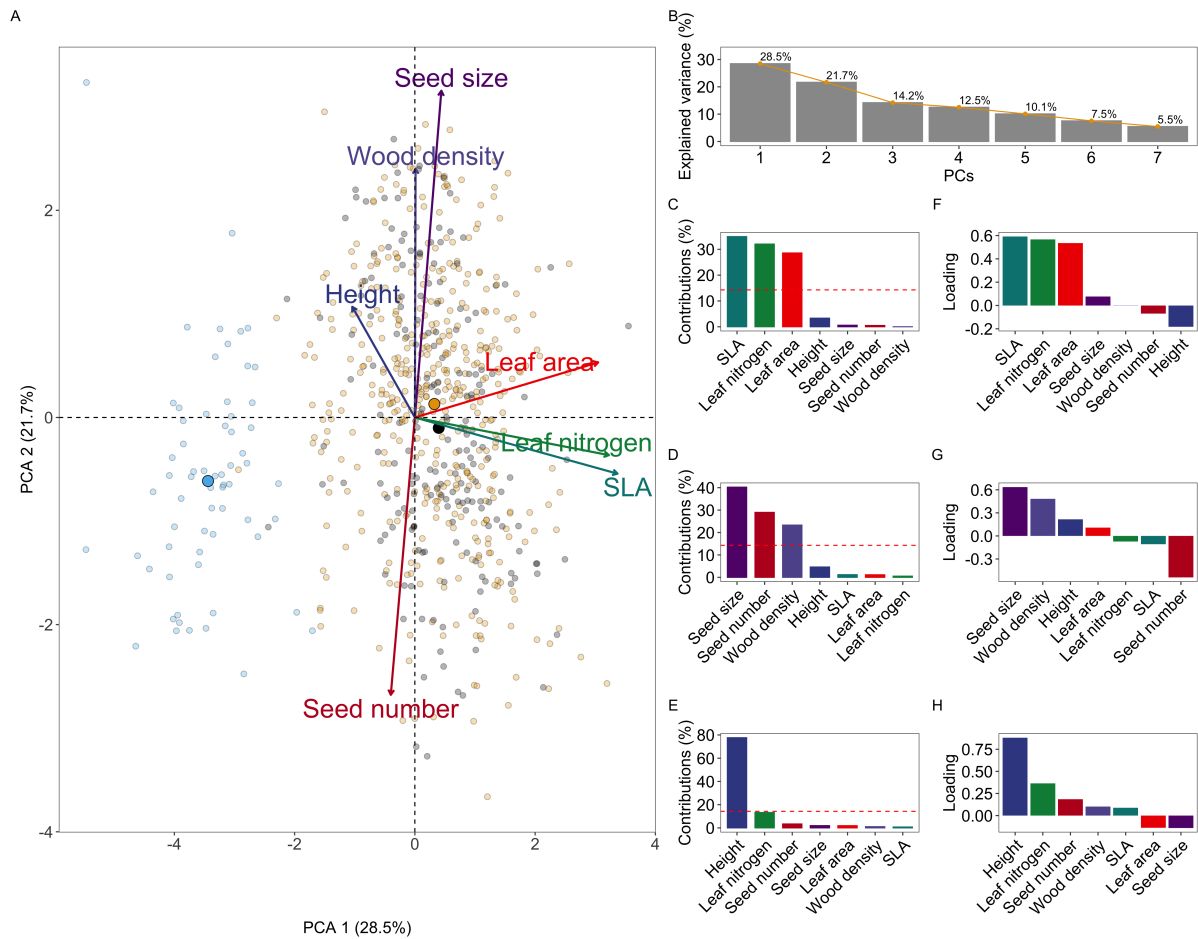 A
Seed size
Wood density
Height
Leaf area
Leaf nitrogen
SLA
Seed number
2
0
-2
-4
-4
-2
0
2
4
PCA 2 (21.7%)
PCA 1 (28.5%)
B
Explained variance (%)
30
20
10
0
28.5%
21.7%
14.2%
12.5%
10.1%
7.5%
5.5%
1
2
3
4
5
6
7
PCs
C
Contributions (%)
30
20
10
0
SLA
Leaf nitrogen
Leaf area
Height
Seed size
Seed number
Wood density
F
Loading
0.6
0.4
0.2
0.0
-0.2
SLA
Leaf nitrogen
Leaf area
Seed size
Wood density
Seed number
Height
D
Contributions (%)
40
30
20
10
0
Seed size
Seed number
Wood density
Height
SLA
Leaf area
Leaf nitrogen
G
Loading
0.6
0.3
0.0
-0.3
Seed size
Wood density
Height
Leaf area
Leaf nitrogen
SLA
Seed number
E
Contributions (%)
80
60
40
20
0
Height
Leaf nitrogen
Seed number
Seed size
Leaf area
Wood density
SLA
H
Loading
0.75
0.50
0.25
0.00
Height
Leaf nitrogen
Seed number
Wood density
SLA
Leaf area
Seed size